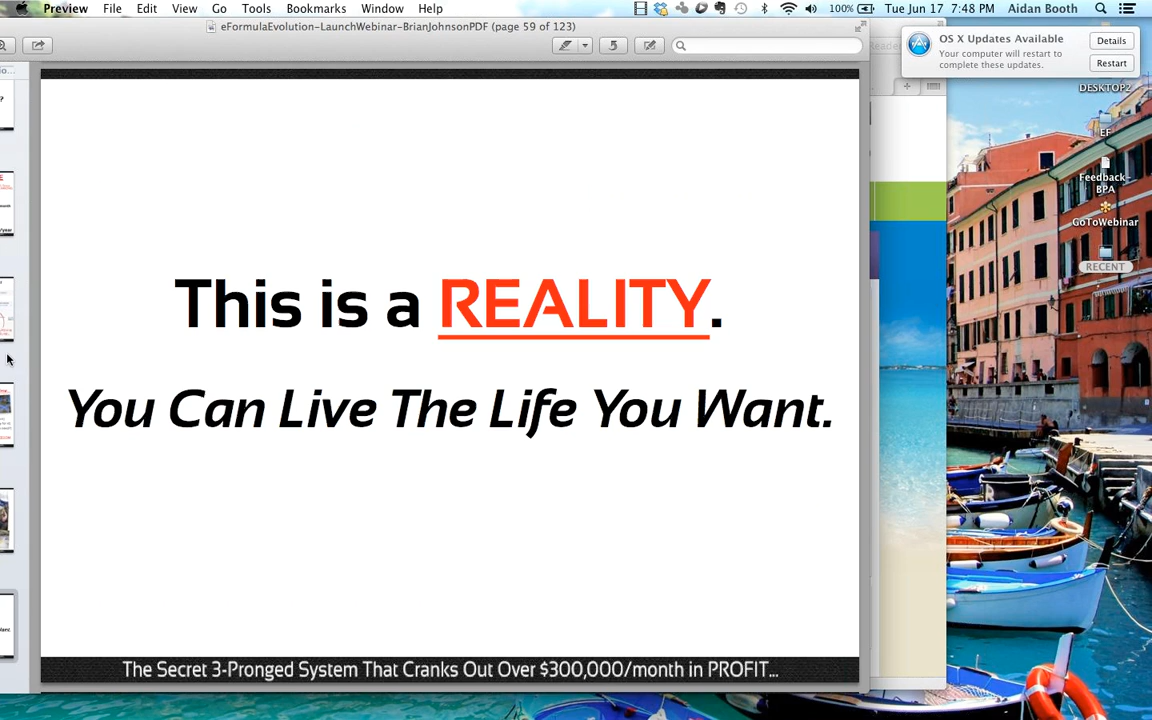 Preview File Edit View Go Tools Bookmarks Window Help 100% Tue Jun 17 7:48 PM Aidan Booth
eFormulaEvolution-LaunchWebinar-BrianJohnsonPDF (page 59 of 123)
OS X Updates Available
Your computer will restart to complete these updates.
Details
Restart
DESKTOP2
EF
Feedback-
BPA
GoToWebinar
RECENT
This is a REALITY.
You Can Live The Life You Want.
The Secret 3-Pronged System That Cranks Out Over $300,000/month in PROFIT...